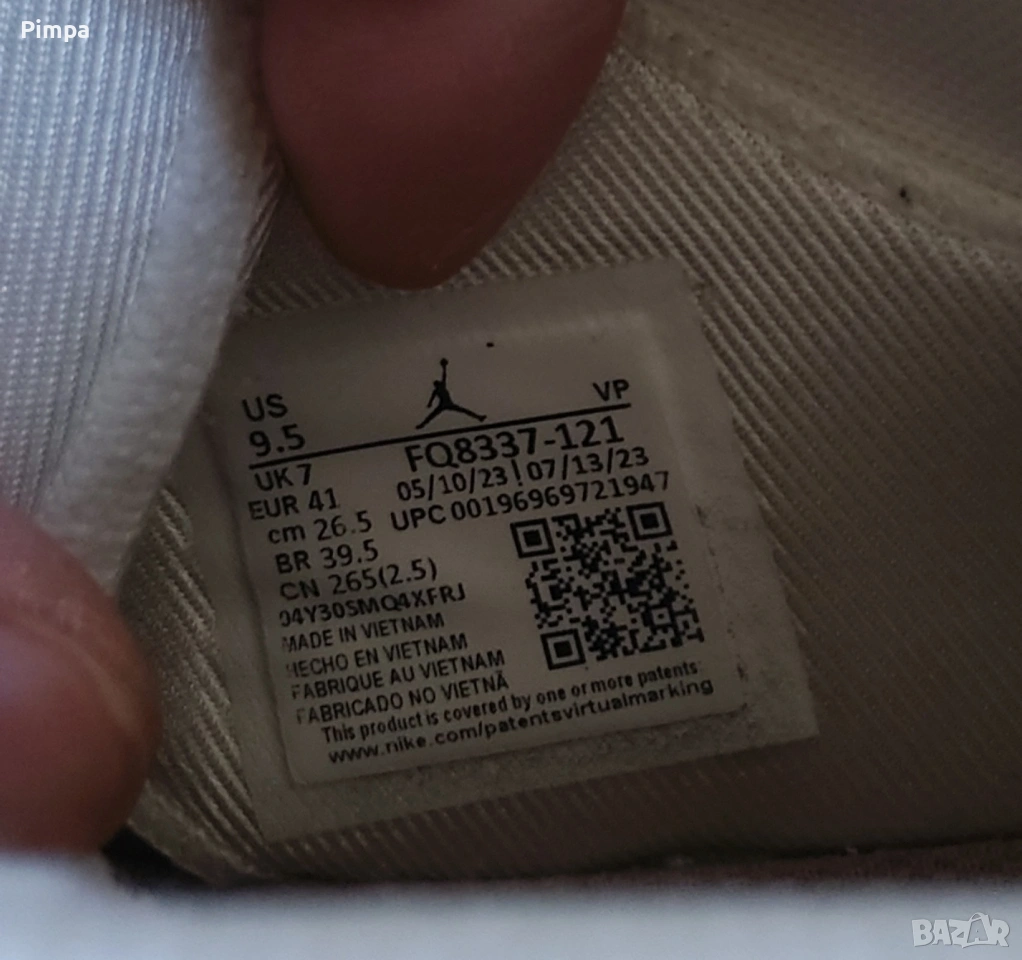 Pimpa
US
9.5
VP
UK 7
FQ8337-121
EUR 41
05/10/23 | 07/13/23
cm 26.5
UPC 00196969721947
BR 39.5
CN 265(2.5)
04Y30SMQ4XFRJ
MADE IN VIETNAM
HECHO EN VIETNAM
FABRIQUE AU VIETNAM
FABRICADO NO VIETNÃ
This product is covered by one or more patents
www.nike.com/patentsvirtualmarking
BAZAR